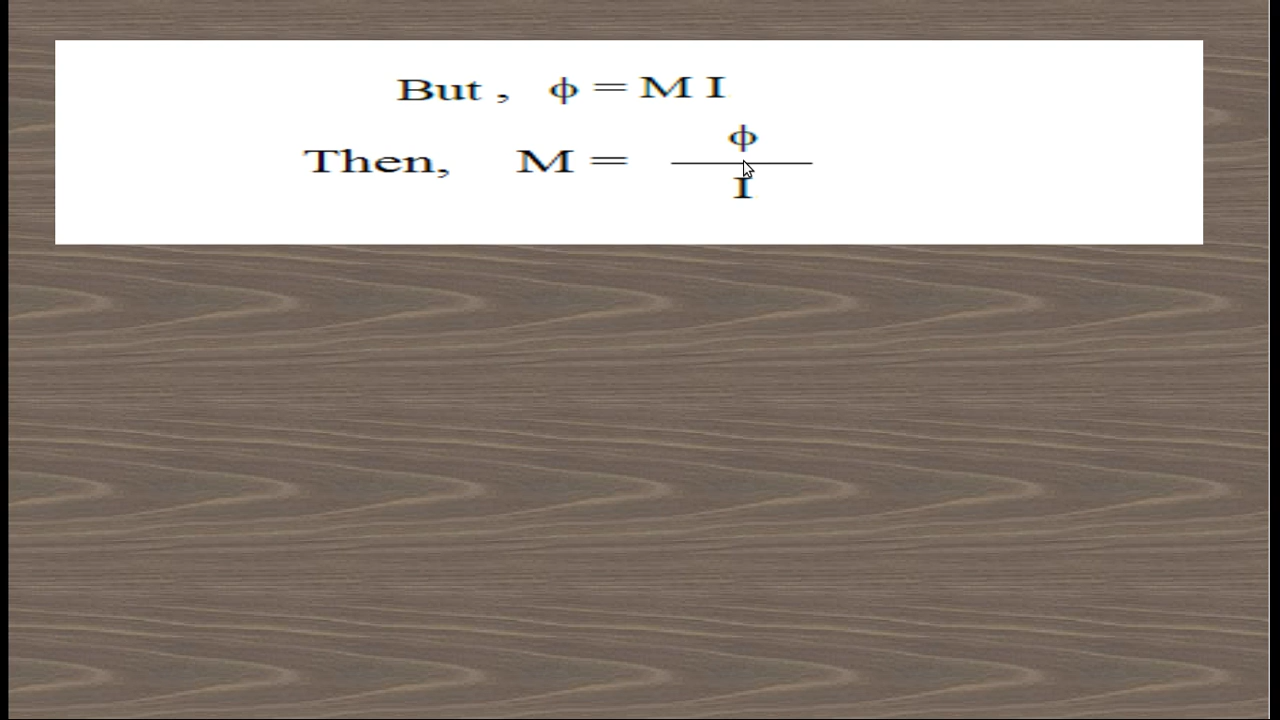 But , ϕ = M I
Then, M = ϕ / I